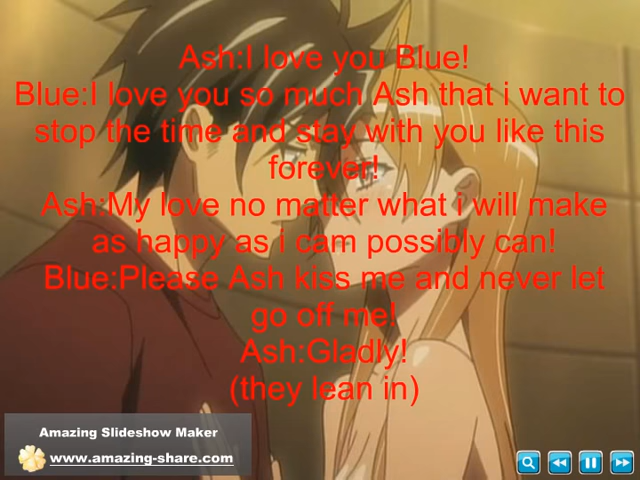 Ash:I love you Blue!
Blue:I love you so much Ash that i want to
stop the time and stay with you like this
forever!
Ash:My love no matter what i will make
as happy as i cam possibly can!
Blue:Please Ash kiss me and never let
go off me!
Ash:Gladly!
(they lean in)
Amazing Slideshow Maker
www.amazing-share.com